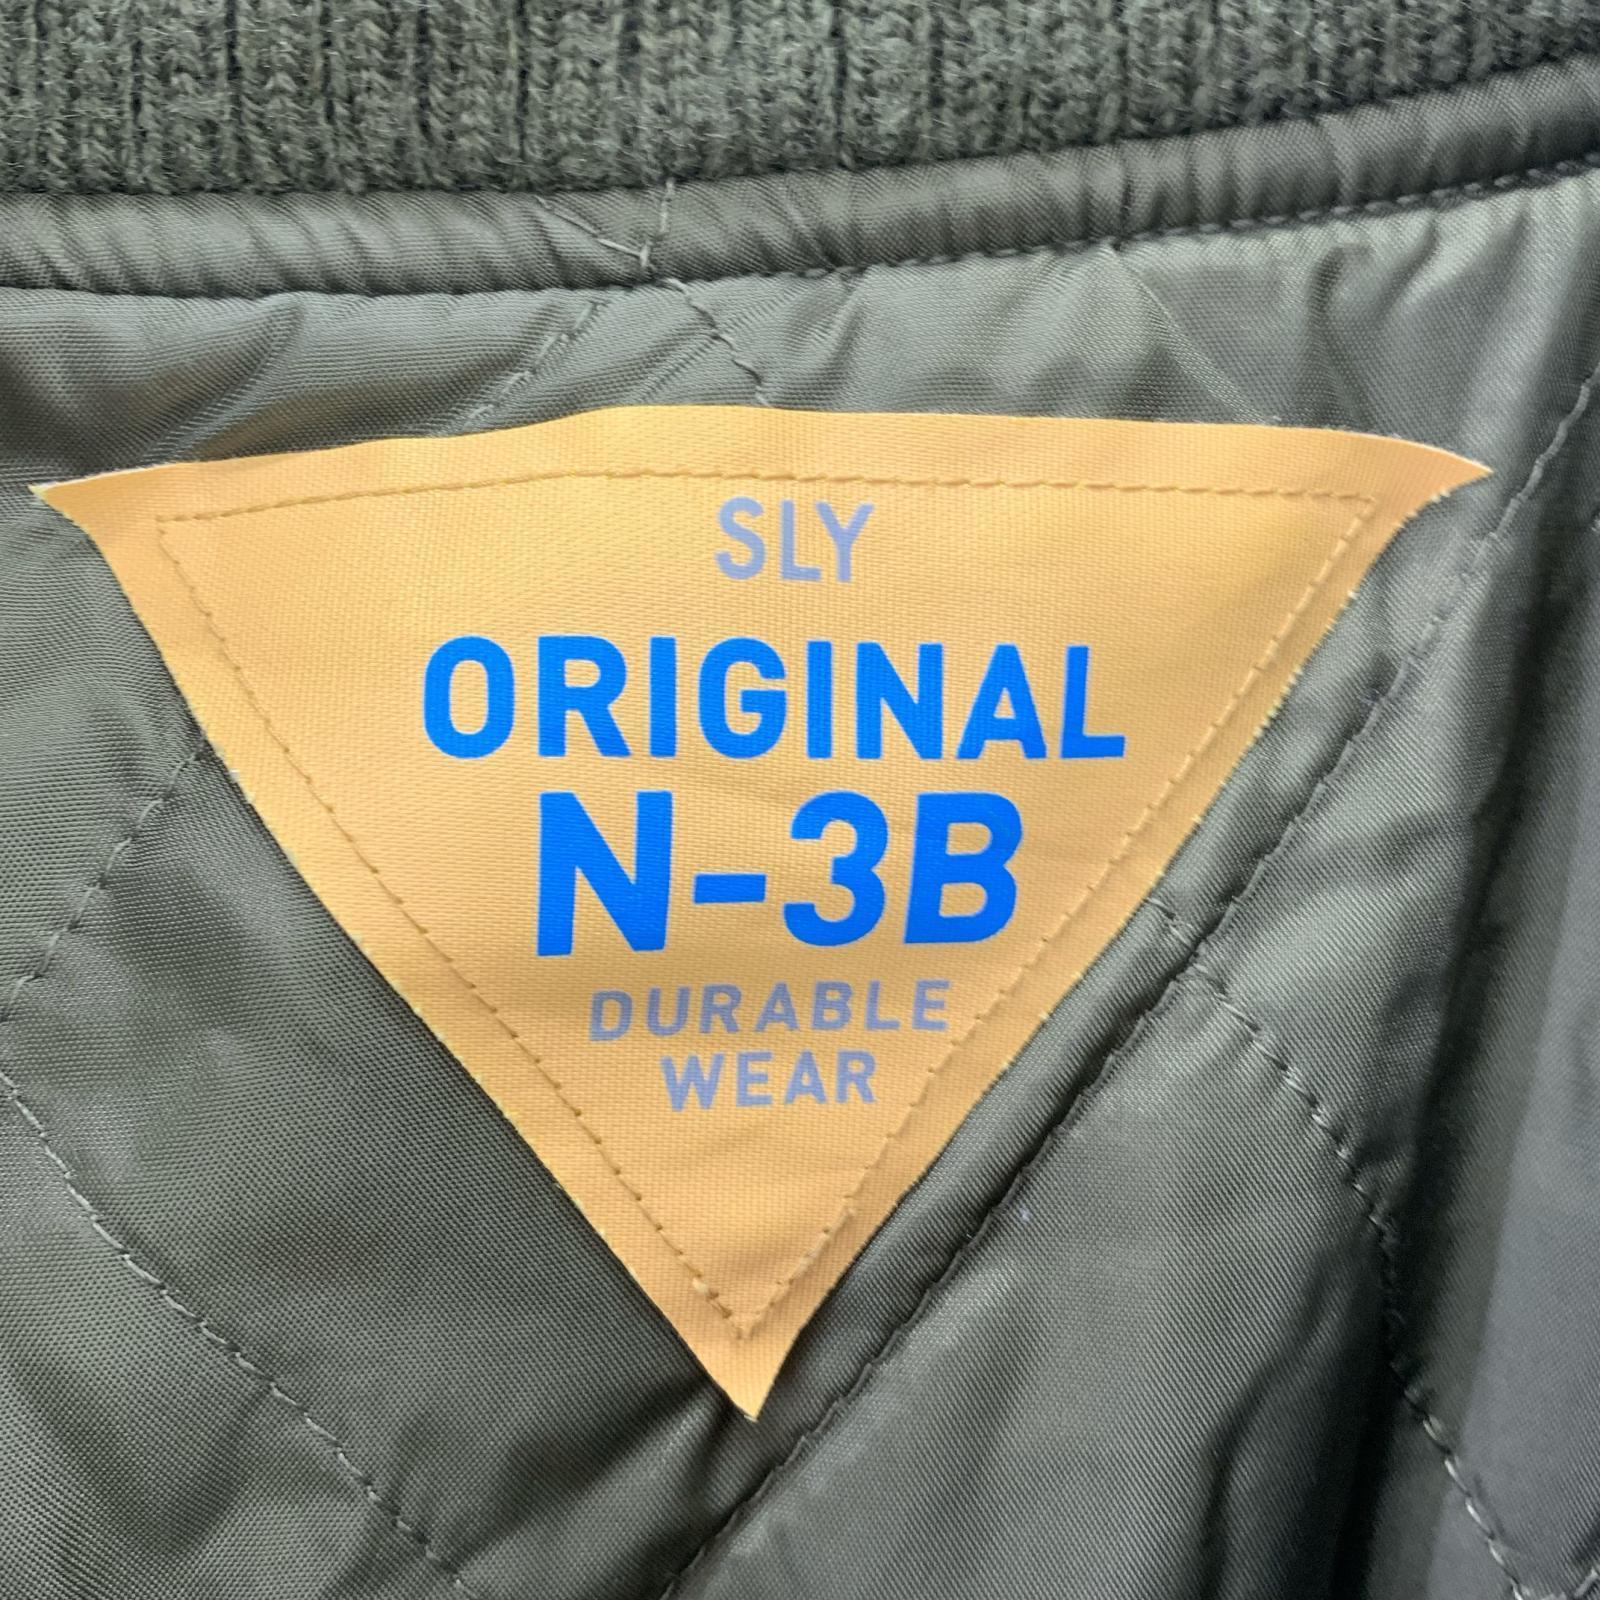 SLY
ORIGINAL
N-3B
DURABLE
WEAR